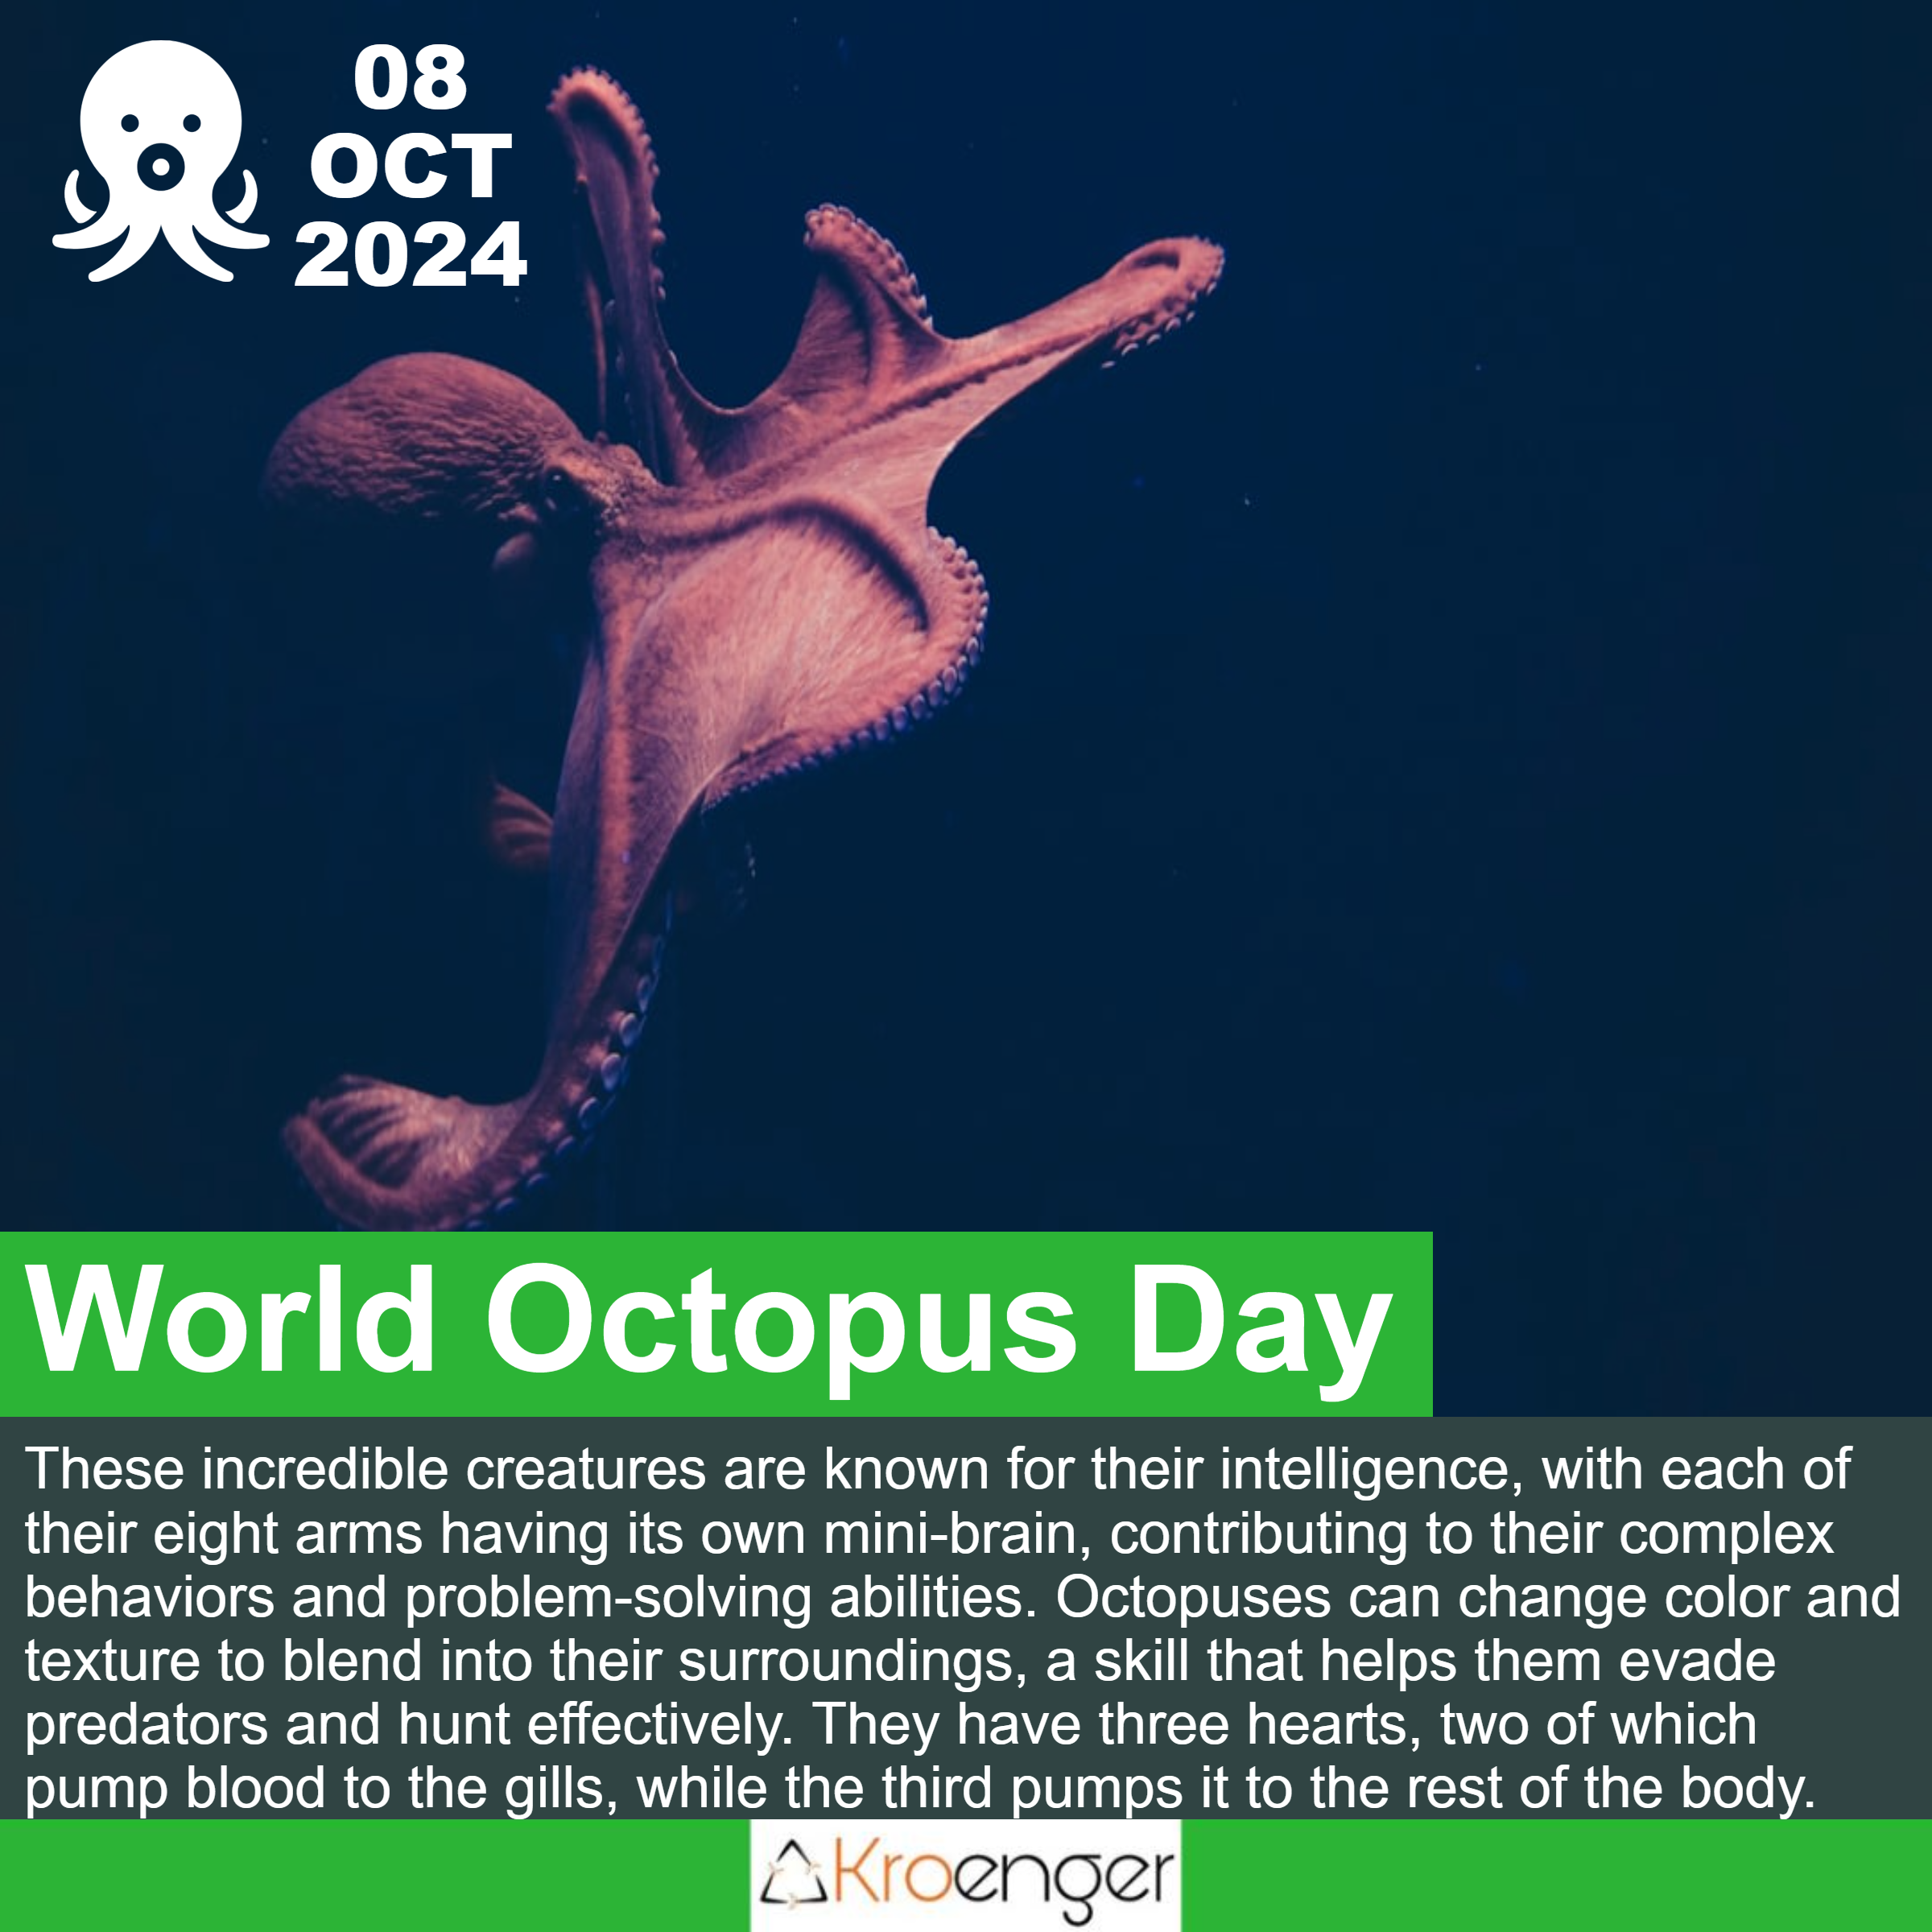 08
OCT
2024
World Octopus Day
These incredible creatures are known for their intelligence, with each of
their eight arms having its own mini-brain, contributing to their complex
behaviors and problem-solving abilities. Octopuses can change color and
texture to blend into their surroundings, a skill that helps them evade
predators and hunt effectively. They have three hearts, two of which
pump blood to the gills, while the third pumps it to the rest of the body.
Kroenger